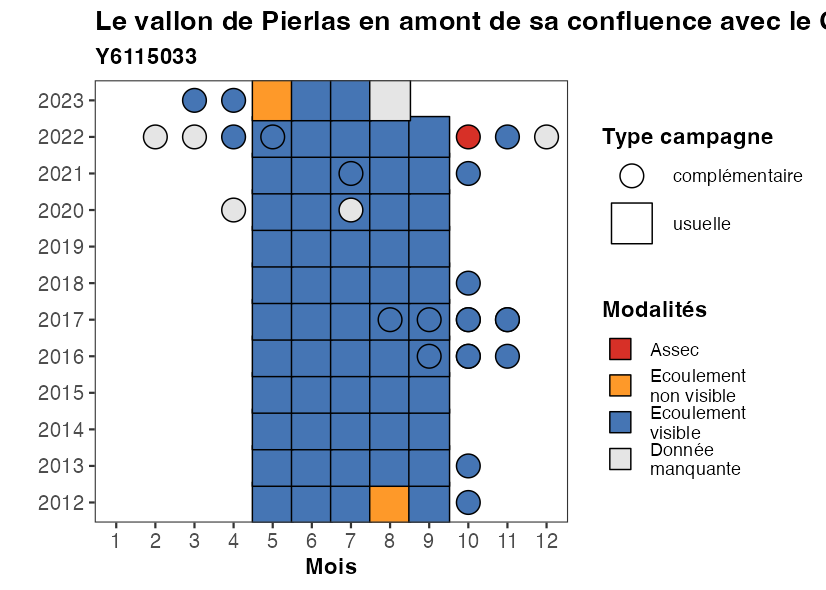 Le vallon de Pierlas en amont de sa confluence avec le
Y6115033
2023
2022
2021
2020
2019
2018
2017
2016
2015
2014
2013
2012
1 2 3 4 5 6 7 8 9 10 11 12
Mois
Type campagne
complémentaire
usuelle
Modalités
Assec
Ecoulement
non visible
Ecoulement
visible
Donnée
manquante